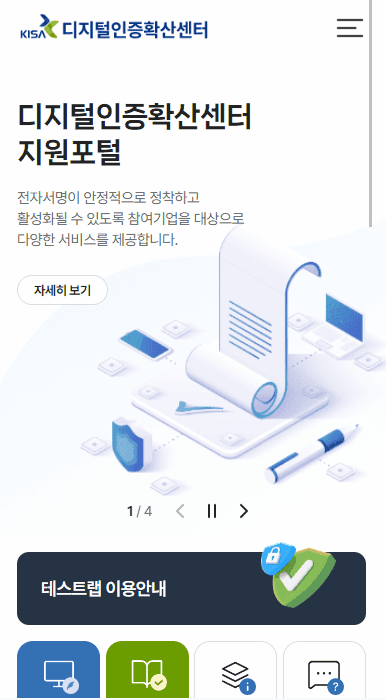 KISA 디지털인증확산센터
디지털인증확산센터
지원포털
전자서명이 안정적으로 정착하고
활성화될 수 있도록 참여기업을 대상으로
다양한 서비스를 제공합니다.
자세히 보기
1 / 4
테스트랩 이용안내